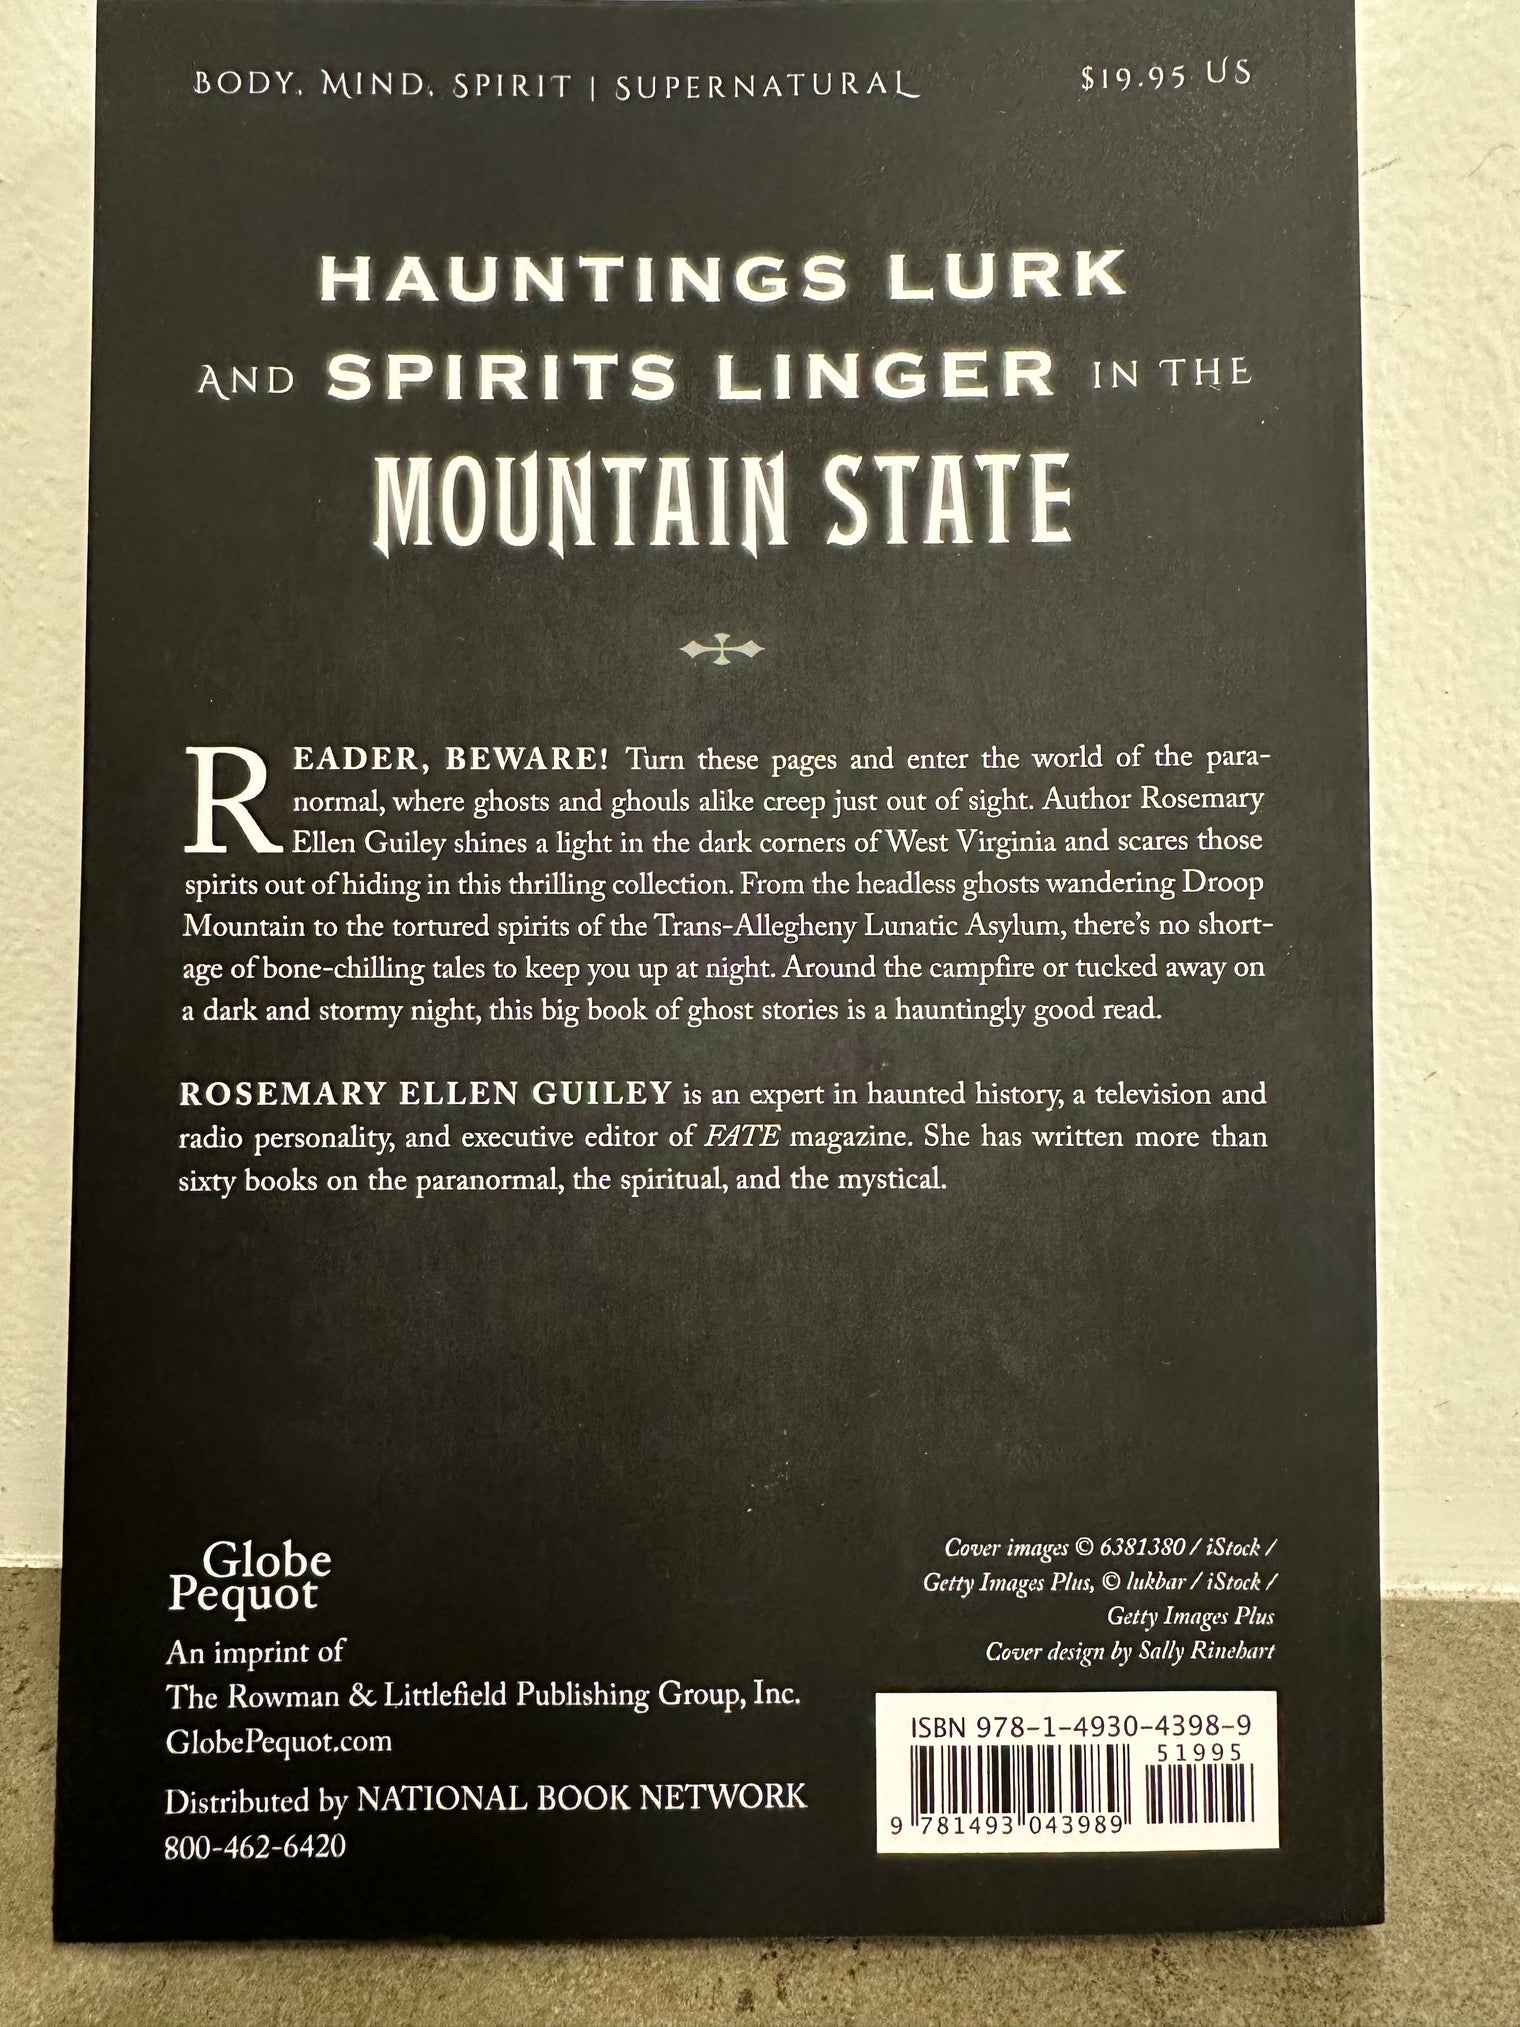 BODY, MIND, SPIRIT | SUPERNATURAL
$19.95 US
HAUNTINGS LURK
AND SPIRITS LINGER IN THE
MOUNTAIN STATE
READER, BEWARE! Turn these pages and enter the world of the para-
normal, where ghosts and ghouls alike creep just out of sight. Author Rosemary
Ellen Guiley shines a light in the dark corners of West Virginia and scares those
spirits out of hiding in this thrilling collection. From the headless ghosts wandering Droop
Mountain to the tortured spirits of the Trans-Allegheny Lunatic Asylum, there's no short-
age of bone-chilling tales to keep you up at night. Around the campfire or tucked away on
a dark and stormy night, this big book of ghost stories is a hauntingly good read.
ROSEMARY ELLEN GUILEY is an expert in haunted history, a television and
radio personality, and executive editor of FATE magazine. She has written more than
sixty books on the paranormal, the spiritual, and the mystical.
Globe
Pequot
An imprint of
The Rowman & Littlefield Publishing Group, Inc.
GlobePequot.com
Distributed by NATIONAL BOOK NETWORK
800-462-6420
Cover images © 6381380 / iStock /
Getty Images Plus, © lukbar / iStock /
Getty Images Plus
Cover design by Sally Rinehart
ISBN 978-1-4930-4398-9
51995
9 781493 043989